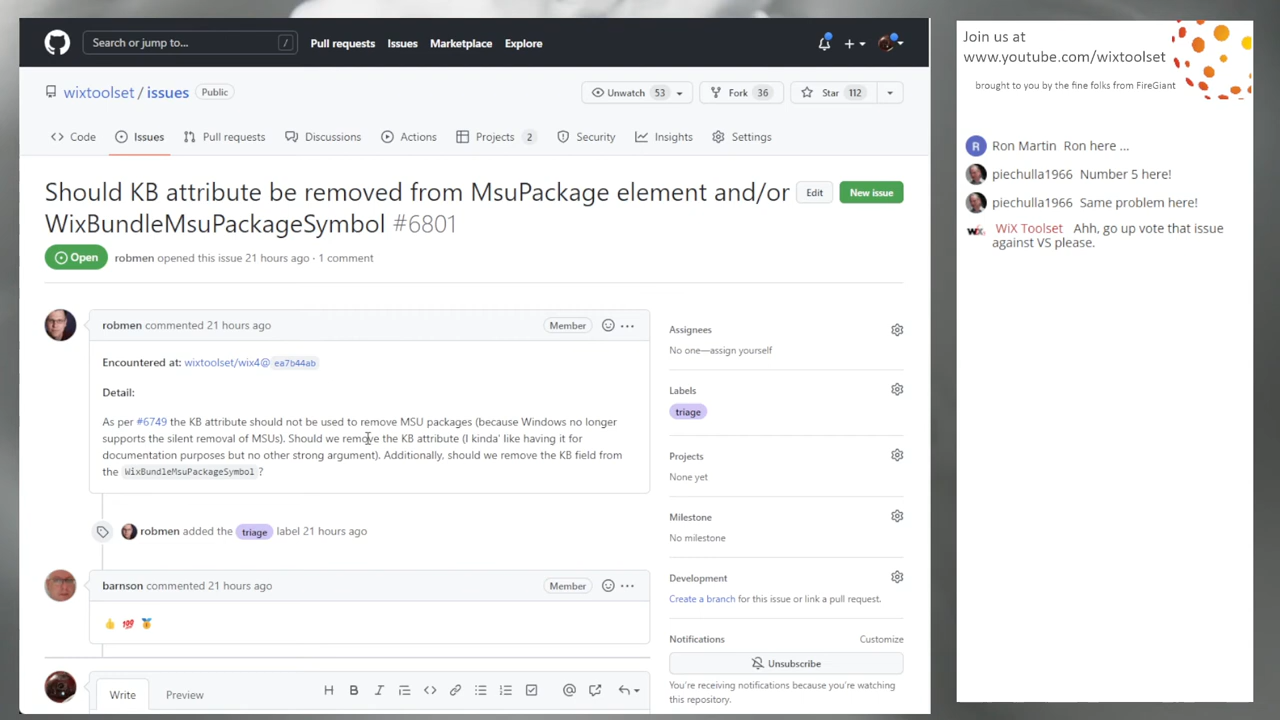 Search or jump to...
/
Pull requests
Issues
Marketplace
Explore
wixtoolset / issues
Public
Unwatch 53
Fork 36
Star 112
Code
Issues
Pull requests
Discussions
Actions
Projects 2
Security
Insights
Settings
Should KB attribute be removed from MsuPackage element and/or
WixBundleMsuPackageSymbol #6801
Edit
New issue
Open
robmen opened this issue 21 hours ago · 1 comment
robmen commented 21 hours ago
Member
Encountered at: wixtoolset/wix4@ ea7b44ab
Detail:
As per #6749 the KB attribute should not be used to remove MSU packages (because Windows no longer
supports the silent removal of MSUs). Should we remove the KB attribute (I kinda' like having it for
documentation purposes but no other strong argument). Additionally, should we remove the KB field from
the WixBundleMsuPackageSymbol ?
robmen added the triage label 21 hours ago
barnson commented 21 hours ago
Member
👍 💯 🥇
Write
Preview
H B I
Assignees
No one—assign yourself
Labels
triage
Projects
None yet
Milestone
No milestone
Development
Create a branch for this issue or link a pull request.
Notifications
Customize
Unsubscribe
You're receiving notifications because you're watching
this repository.
Join us at
www.youtube.com/wixtoolset
brought to you by the fine folks from FireGiant
R Ron Martin Ron here ...
piechulla1966 Number 5 here!
piechulla1966 Same problem here!
WiX Toolset Ahh, go up vote that issue
against VS please.